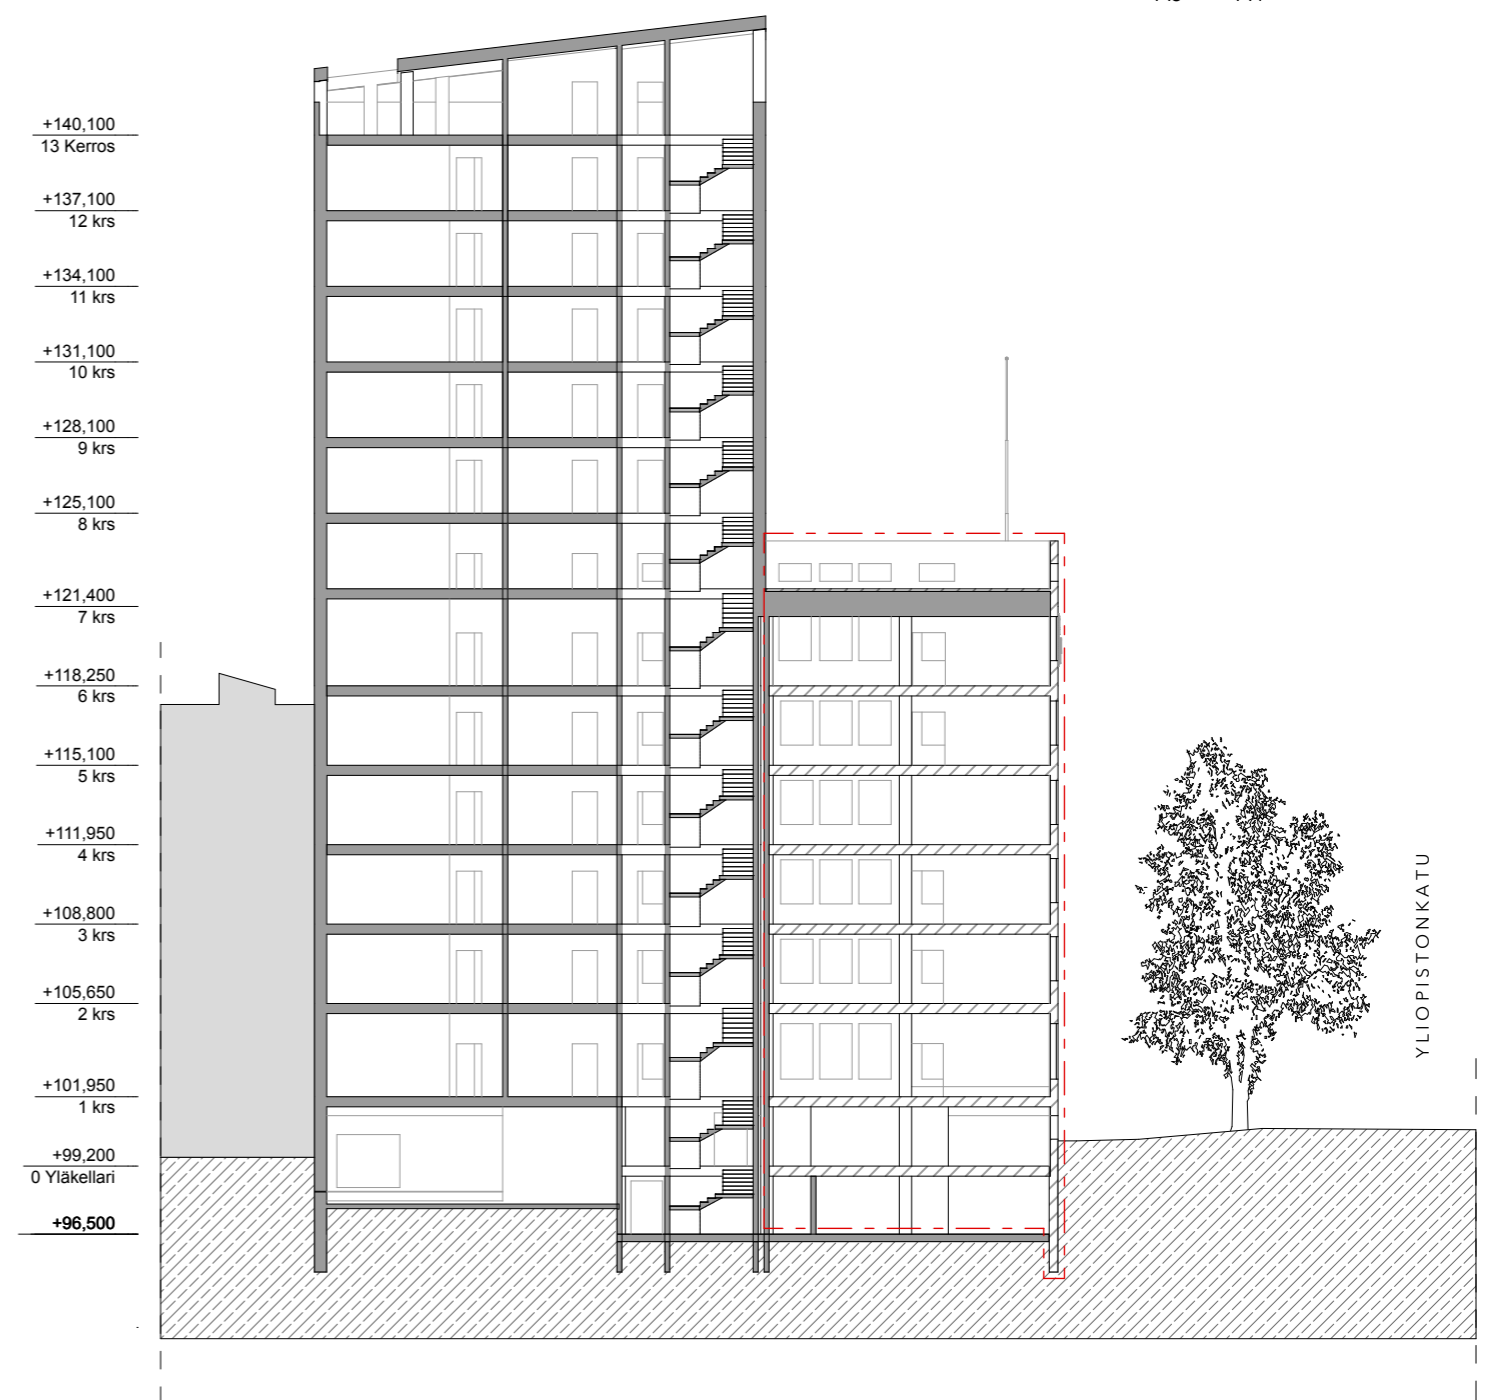 +140,100
13 Kerros
+137,100
12 krs
+134,100
11 krs
+131,100
10 krs
+128,100
9 krs
+125,100
8 krs
+121,400
7 krs
+118,250
6 krs
+115,100
5 krs
+111,950
4 krs
+108,800
3 krs
+105,650
2 krs
+101,950
1 krs
+99,200
0 Yläkellari
+96,500
YLIOPISTONKATU